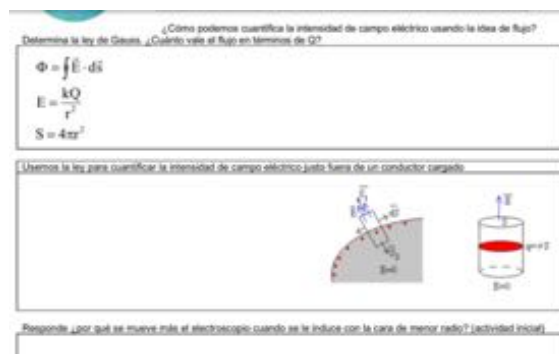 ¿Cómo podemos cuantifica la intensidad de campo eléctrico usando la idea de flujo?
Determina la ley de Gauss. ¿Cuánto vale el flujo en términos de Q?
Φ = ∮ E⃗ · ds⃗
E = kQ / r²
S = 4πr²
Usemos la ley para cuantificar la intensidad de campo eléctrico justo fuera de un conductor cargado
E=0
E=0
Responde ¿por qué se mueve más el electroscopio cuando se le induce con la cara de menor radio? (actividad inicial)